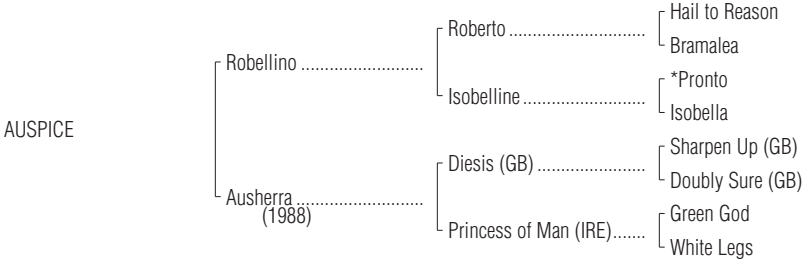 Hail to Reason
Roberto ..............................
Bramalea
Robellino ..........................
*Pronto
Isobelline ...........................
Isobella
AUSPICE
Sharpen Up (GB)
Diesis (GB) ........................
Doubly Sure (GB)
Ausherra ...........................
(1988)
Green God
Princess of Man (IRE).......
White Legs